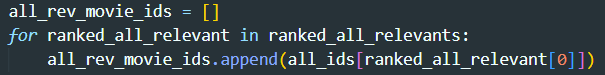 all_rev_movie_ids = []
for ranked_all_relevant in ranked_all_relevants:
    all_rev_movie_ids.append(all_ids[ranked_all_relevant[0]])